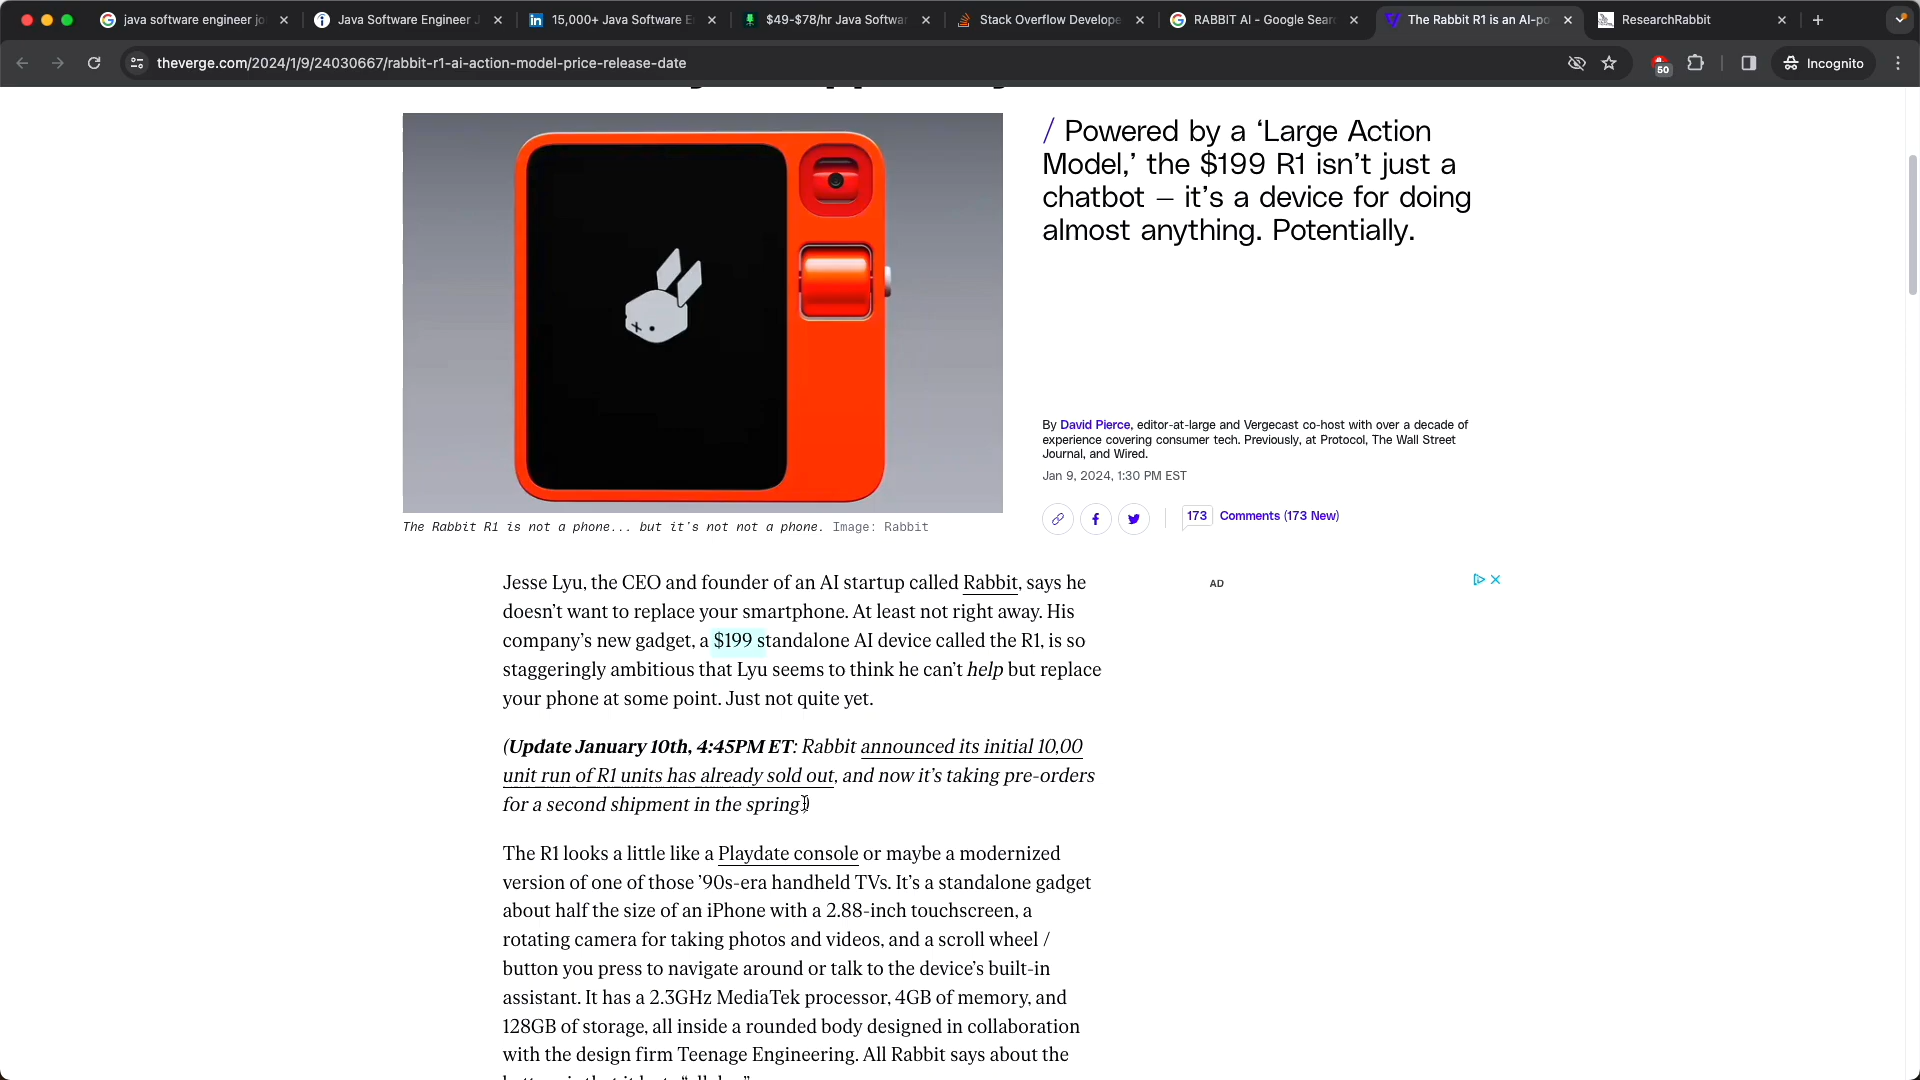 java software engineer jo
Java Software Engineer J
15,000+ Java Software E
$49-$78/hr Java Softwar
Stack Overflow Develope
RABBIT AI - Google Sear
The Rabbit R1 is an AI-po
ResearchRabbit
theverge.com/2024/1/9/24030667/rabbit-r1-ai-action-model-price-release-date
50
Incognito
/ Powered by a ‘Large Action
Model,’ the $199 R1 isn’t just a
chatbot — it’s a device for doing
almost anything. Potentially.
By David Pierce, editor-at-large and Vergecast co-host with over a decade of
experience covering consumer tech. Previously, at Protocol, The Wall Street
Journal, and Wired.
Jan 9, 2024, 1:30 PM EST
173 Comments (173 New)
The Rabbit R1 is not a phone... but it’s not not a phone. Image: Rabbit
AD
Jesse Lyu, the CEO and founder of an AI startup called Rabbit, says he
doesn’t want to replace your smartphone. At least not right away. His
company’s new gadget, a $199 standalone AI device called the R1, is so
staggeringly ambitious that Lyu seems to think he can’t help but replace
your phone at some point. Just not quite yet.
(Update January 10th, 4:45PM ET: Rabbit announced its initial 10,00
unit run of R1 units has already sold out, and now it’s taking pre-orders
for a second shipment in the spring)
The R1 looks a little like a Playdate console or maybe a modernized
version of one of those ’90s-era handheld TVs. It’s a standalone gadget
about half the size of an iPhone with a 2.88-inch touchscreen, a
rotating camera for taking photos and videos, and a scroll wheel /
button you press to navigate around or talk to the device’s built-in
assistant. It has a 2.3GHz MediaTek processor, 4GB of memory, and
128GB of storage, all inside a rounded body designed in collaboration
with the design firm Teenage Engineering. All Rabbit says about the